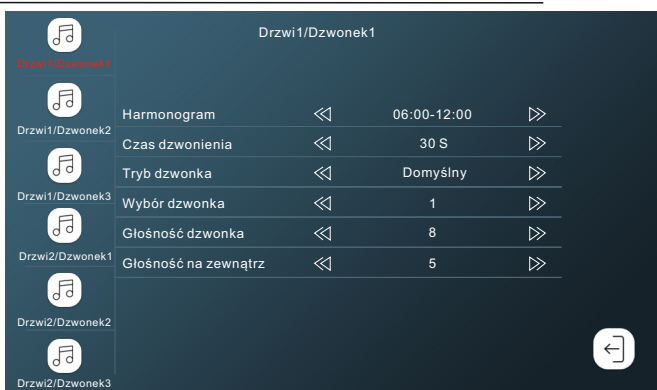 Drzwi1/Dzwonek1
Drzwi1/Dzwonek1
Drzwi1/Dzwonek2
Drzwi1/Dzwonek3
Drzwi2/Dzwonek1
Drzwi2/Dzwonek2
Drzwi2/Dzwonek3
Harmonogram 06:00-12:00
Czas dzwonienia 30 S
Tryb dzwonka Domyślny
Wybór dzwonka 1
Głośność dzwonka 8
Głośność na zewnątrz 5